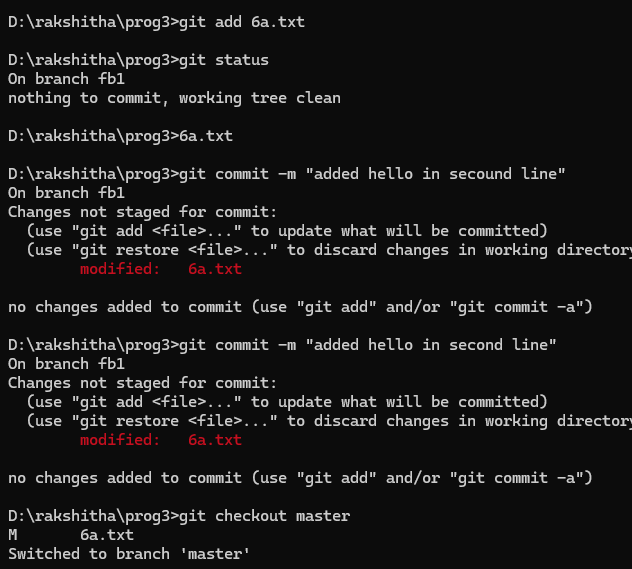 D:\rakshitha\prog3>git add 6a.txt
D:\rakshitha\prog3>git status
On branch fb1
nothing to commit, working tree clean
D:\rakshitha\prog3>6a.txt
D:\rakshitha\prog3>git commit -m "added hello in secound line"
On branch fb1
Changes not staged for commit:
  (use "git add <file>..." to update what will be committed)
  (use "git restore <file>..." to discard changes in working directory
        modified:   6a.txt
no changes added to commit (use "git add" and/or "git commit -a")
D:\rakshitha\prog3>git commit -m "added hello in second line"
On branch fb1
Changes not staged for commit:
  (use "git add <file>..." to update what will be committed)
  (use "git restore <file>..." to discard changes in working directory
        modified:   6a.txt
no changes added to commit (use "git add" and/or "git commit -a")
D:\rakshitha\prog3>git checkout master
M       6a.txt
Switched to branch 'master'